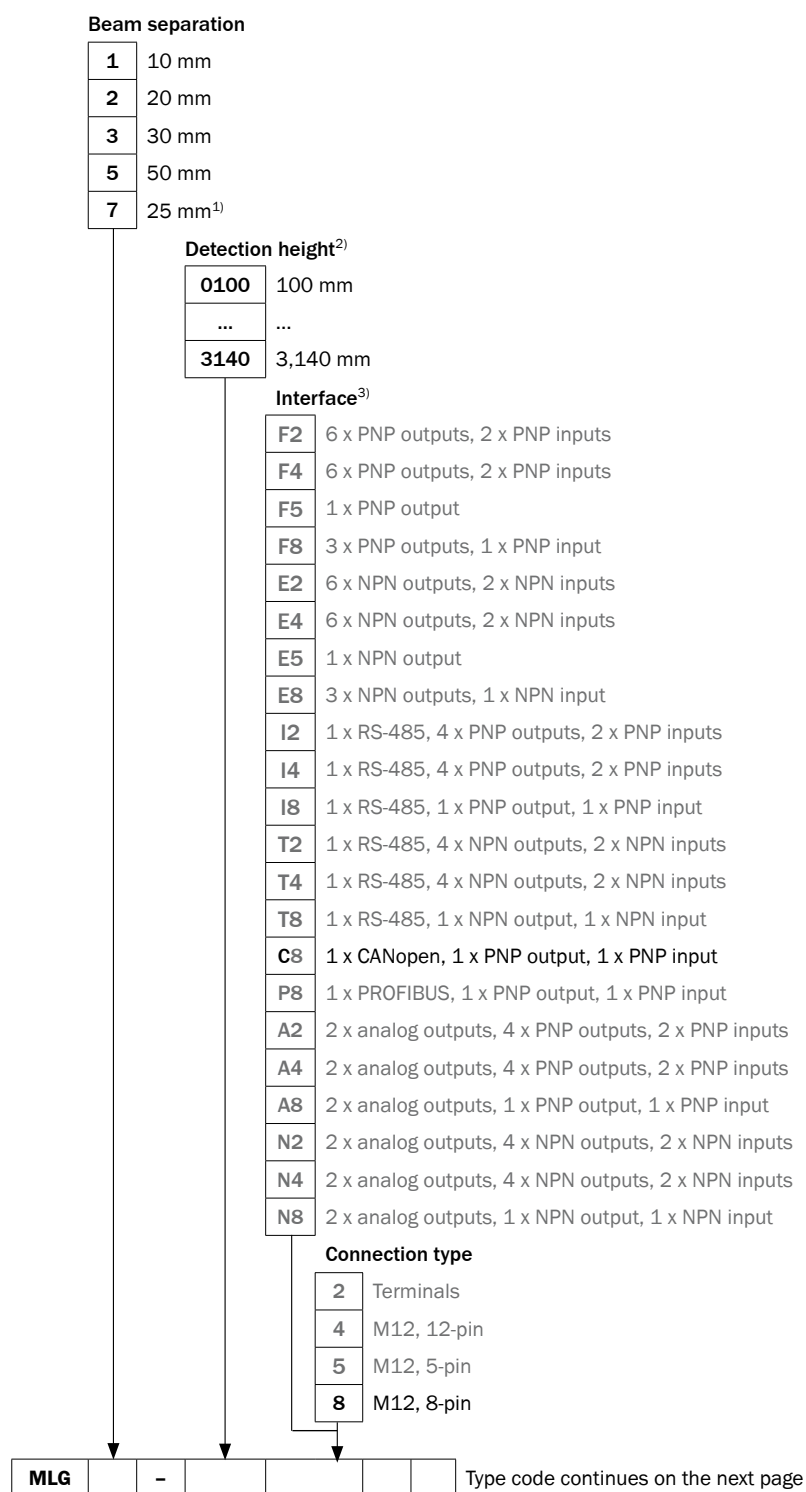 Beam separation
1 10 mm
2 20 mm
3 30 mm
5 50 mm
7 25 mm1)
Detection height2)
0100 100 mm
... ...
3140 3,140 mm
Interface3)
F2 6 x PNP outputs, 2 x PNP inputs
F4 6 x PNP outputs, 2 x PNP inputs
F5 1 x PNP output
F8 3 x PNP outputs, 1 x PNP input
E2 6 x NPN outputs, 2 x NPN inputs
E4 6 x NPN outputs, 2 x NPN inputs
E5 1 x NPN output
E8 3 x NPN outputs, 1 x NPN input
I2 1 x RS-485, 4 x PNP outputs, 2 x PNP inputs
I4 1 x RS-485, 4 x PNP outputs, 2 x PNP inputs
I8 1 x RS-485, 1 x PNP output, 1 x PNP input
T2 1 x RS-485, 4 x NPN outputs, 2 x NPN inputs
T4 1 x RS-485, 4 x NPN outputs, 2 x NPN inputs
T8 1 x RS-485, 1 x NPN output, 1 x NPN input
C8 1 x CANopen, 1 x PNP output, 1 x PNP input
P8 1 x PROFIBUS, 1 x PNP output, 1 x PNP input
A2 2 x analog outputs, 4 x PNP outputs, 2 x PNP inputs
A4 2 x analog outputs, 4 x PNP outputs, 2 x PNP inputs
A8 2 x analog outputs, 1 x PNP output, 1 x PNP input
N2 2 x analog outputs, 4 x NPN outputs, 2 x NPN inputs
N4 2 x analog outputs, 4 x NPN outputs, 2 x NPN inputs
N8 2 x analog outputs, 1 x NPN output, 1 x NPN input
Connection type
2 Terminals
4 M12, 12-pin
5 M12, 5-pin
8 M12, 8-pin
MLG – Type code continues on the next page